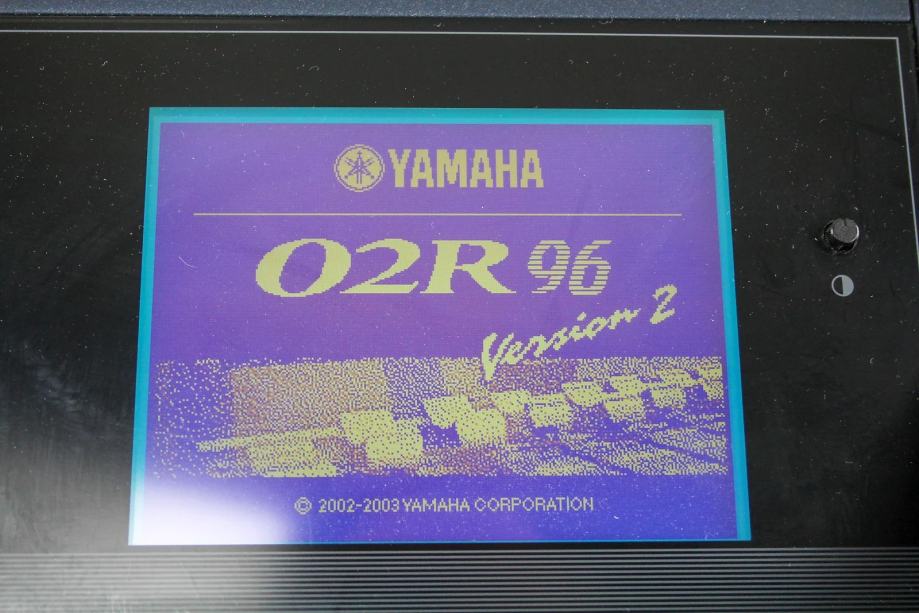 YAMAHA
02R 96
Version 2
© 2002-2003 YAMAHA CORPORATION